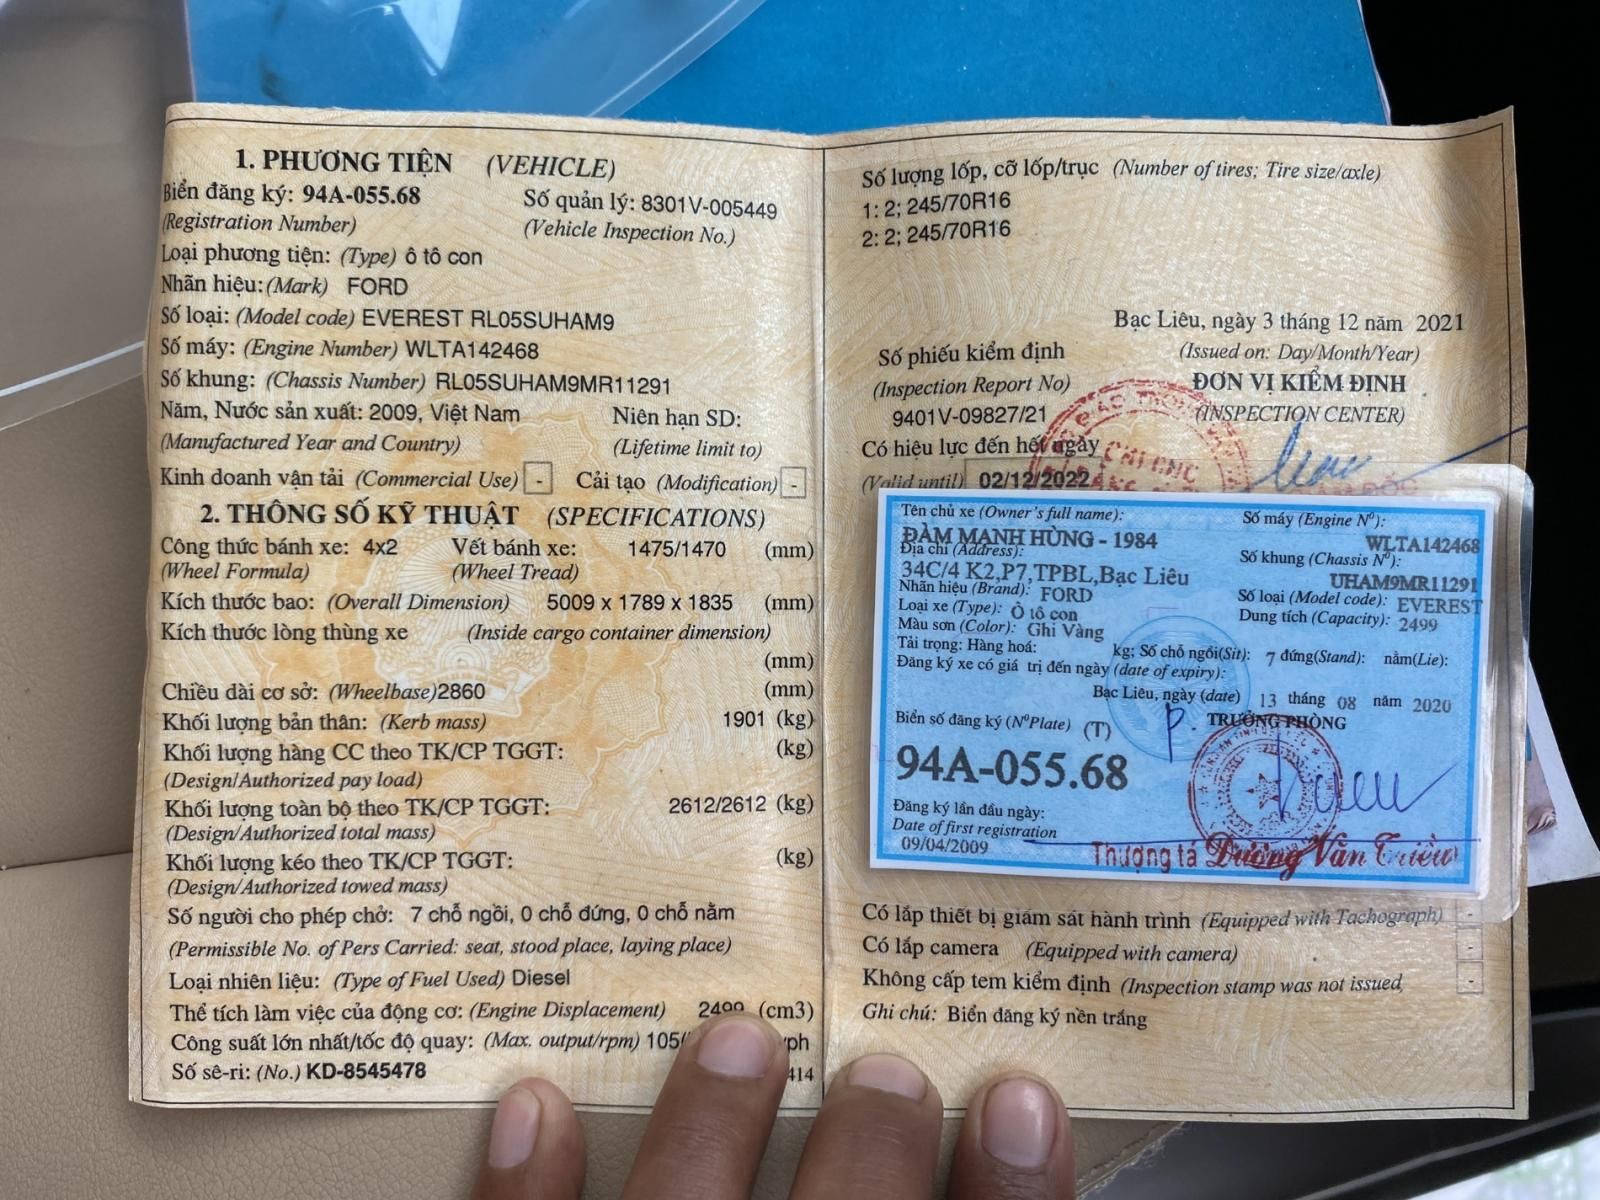 1. PHƯƠNG TIỆN (VEHICLE)
Biển đăng ký: 94A-055.68 Số quản lý: 8301V-005449
(Registration Number) (Vehicle Inspection No.)
Loại phương tiện: (Type) ô tô con
Nhãn hiệu: (Mark) FORD
Số loại: (Model code) EVEREST RL05SUHAM9
Số máy: (Engine Number) WLTA142468
Số khung: (Chassis Number) RL05SUHAM9MR11291
Năm, Nước sản xuất: 2009, Việt Nam Niên hạn SD:
(Manufactured Year and Country) (Lifetime limit to)
Kinh doanh vận tải (Commercial Use) - Cải tạo (Modification) -
2. THÔNG SỐ KỸ THUẬT (SPECIFICATIONS)
Công thức bánh xe: 4x2 Vết bánh xe: 1475/1470 (mm)
(Wheel Formula) (Wheel Tread)
Kích thước bao: (Overall Dimension) 5009 x 1789 x 1835 (mm)
Kích thước lòng thùng xe (Inside cargo container dimension)
(mm)
Chiều dài cơ sở: (Wheelbase) 2860 (mm)
Khối lượng bản thân: (Kerb mass) 1901 (kg)
Khối lượng hàng CC theo TK/CP TGGT: (kg)
(Design/Authorized pay load)
Khối lượng toàn bộ theo TK/CP TGGT: 2612/2612 (kg)
(Design/Authorized total mass)
Khối lượng kéo theo TK/CP TGGT: (kg)
(Design/Authorized towed mass)
Số người cho phép chở: 7 chỗ ngồi, 0 chỗ đứng, 0 chỗ nằm
(Permissible No. of Pers Carried: seat, stood place, laying place)
Loại nhiên liệu: (Type of Fuel Used) Diesel
Thể tích làm việc của động cơ: (Engine Displacement) 2499 (cm3)
Công suất lớn nhất/tốc độ quay: (Max. output/rpm) 105(
Số sê-ri: (No.) KD-8545478
Số lượng lốp, cỡ lốp/trục (Number of tires; Tire size/axle)
1: 2; 245/70R16
2: 2; 245/70R16
Bạc Liêu, ngày 3 tháng 12 năm 2021
Số phiếu kiểm định (Issued on: Day/Month/Year)
(Inspection Report No) ĐƠN VỊ KIỂM ĐỊNH
9401V-09827/21 (INSPECTION CENTER)
Có hiệu lực đến hết ngày
(Valid until) 02/12/2022
Tên chủ xe (Owner's full name): Số máy (Engine Nº):
ĐÀM MẠNH HÙNG - 1984 WLTA142468
Địa chỉ (Address): Số khung (Chassis Nº):
34C/4 K2,P7,TPBL,Bạc Liêu UHAM9MR11291
Nhãn hiệu (Brand): FORD Số loại (Model code): EVEREST
Loại xe (Type): Ô tô con Dung tích (Capacity): 2499
Màu sơn (Color): Ghi Vàng
Tải trọng: Hàng hoá: kg; Số chỗ ngồi(Sit): 7 đứng(Stand): nằm(Lie):
Đăng ký xe có giá trị đến ngày (date of expiry):
Bạc Liêu, ngày (date) 13 tháng 08 năm 2020
Biển số đăng ký (NºPlate) (T) P. TRƯỞNG PHÒNG
94A-055.68
Đăng ký lần đầu ngày:
Date of first registration
09/04/2009
Thượng tá Dương Văn Triều
Có lắp thiết bị giám sát hành trình (Equipped with Tachograph) -
Có lắp camera (Equipped with camera) -
Không cấp tem kiểm định (Inspection stamp was not issued) -
Ghi chú: Biển đăng ký nền trắng